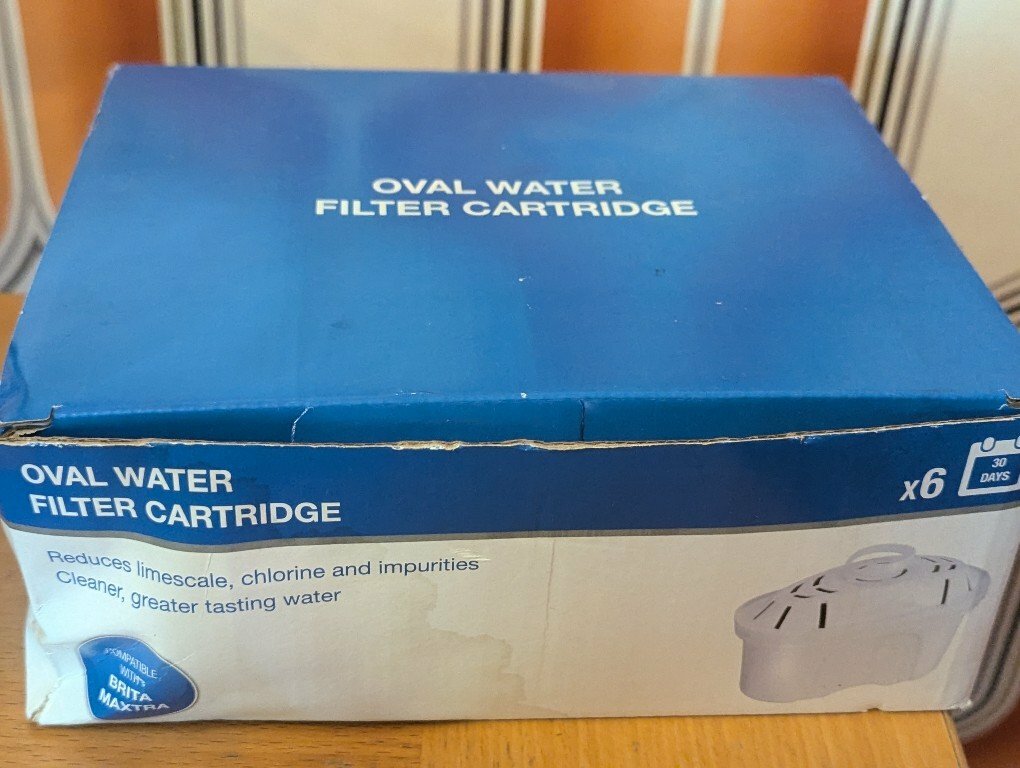 OVAL WATER
FILTER CARTRIDGE
OVAL WATER
FILTER CARTRIDGE
x6
30
DAYS
Reduces limescale, chlorine and impurities
Cleaner, greater tasting water
COMPATIBLE
WITH*
BRITA
MAXTRA